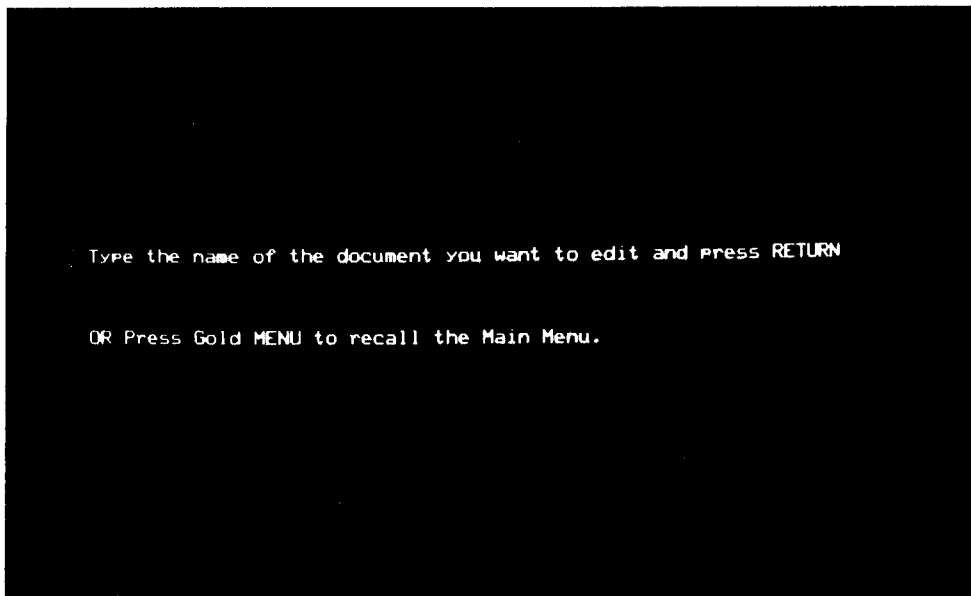 Type the name of the document you want to edit and press RETURN
OR Press Gold MENU to recall the Main Menu.